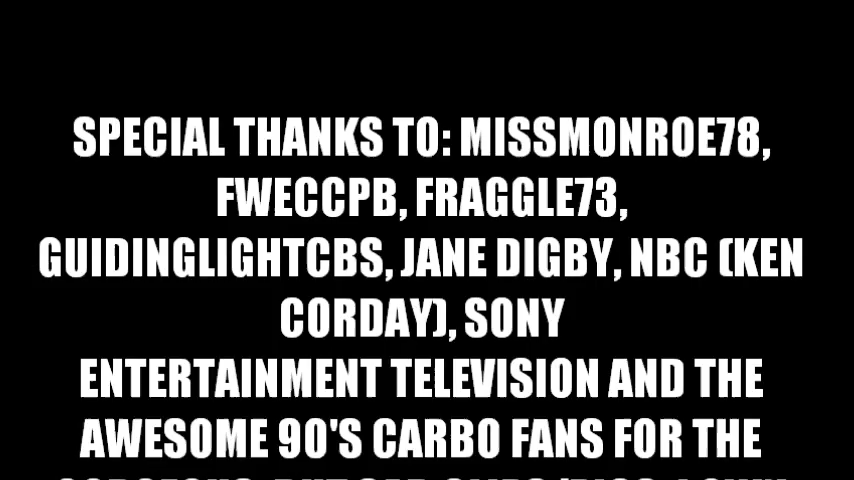 SPECIAL THANKS TO: MISSMONROE78,
FWECCPB, FRAGGLE73,
GUIDINGLIGHTCBS, JANE DIGBY, NBC (KEN
CORDAY), SONY
ENTERTAINMENT TELEVISION AND THE
AWESOME 90'S CARBO FANS FOR THE